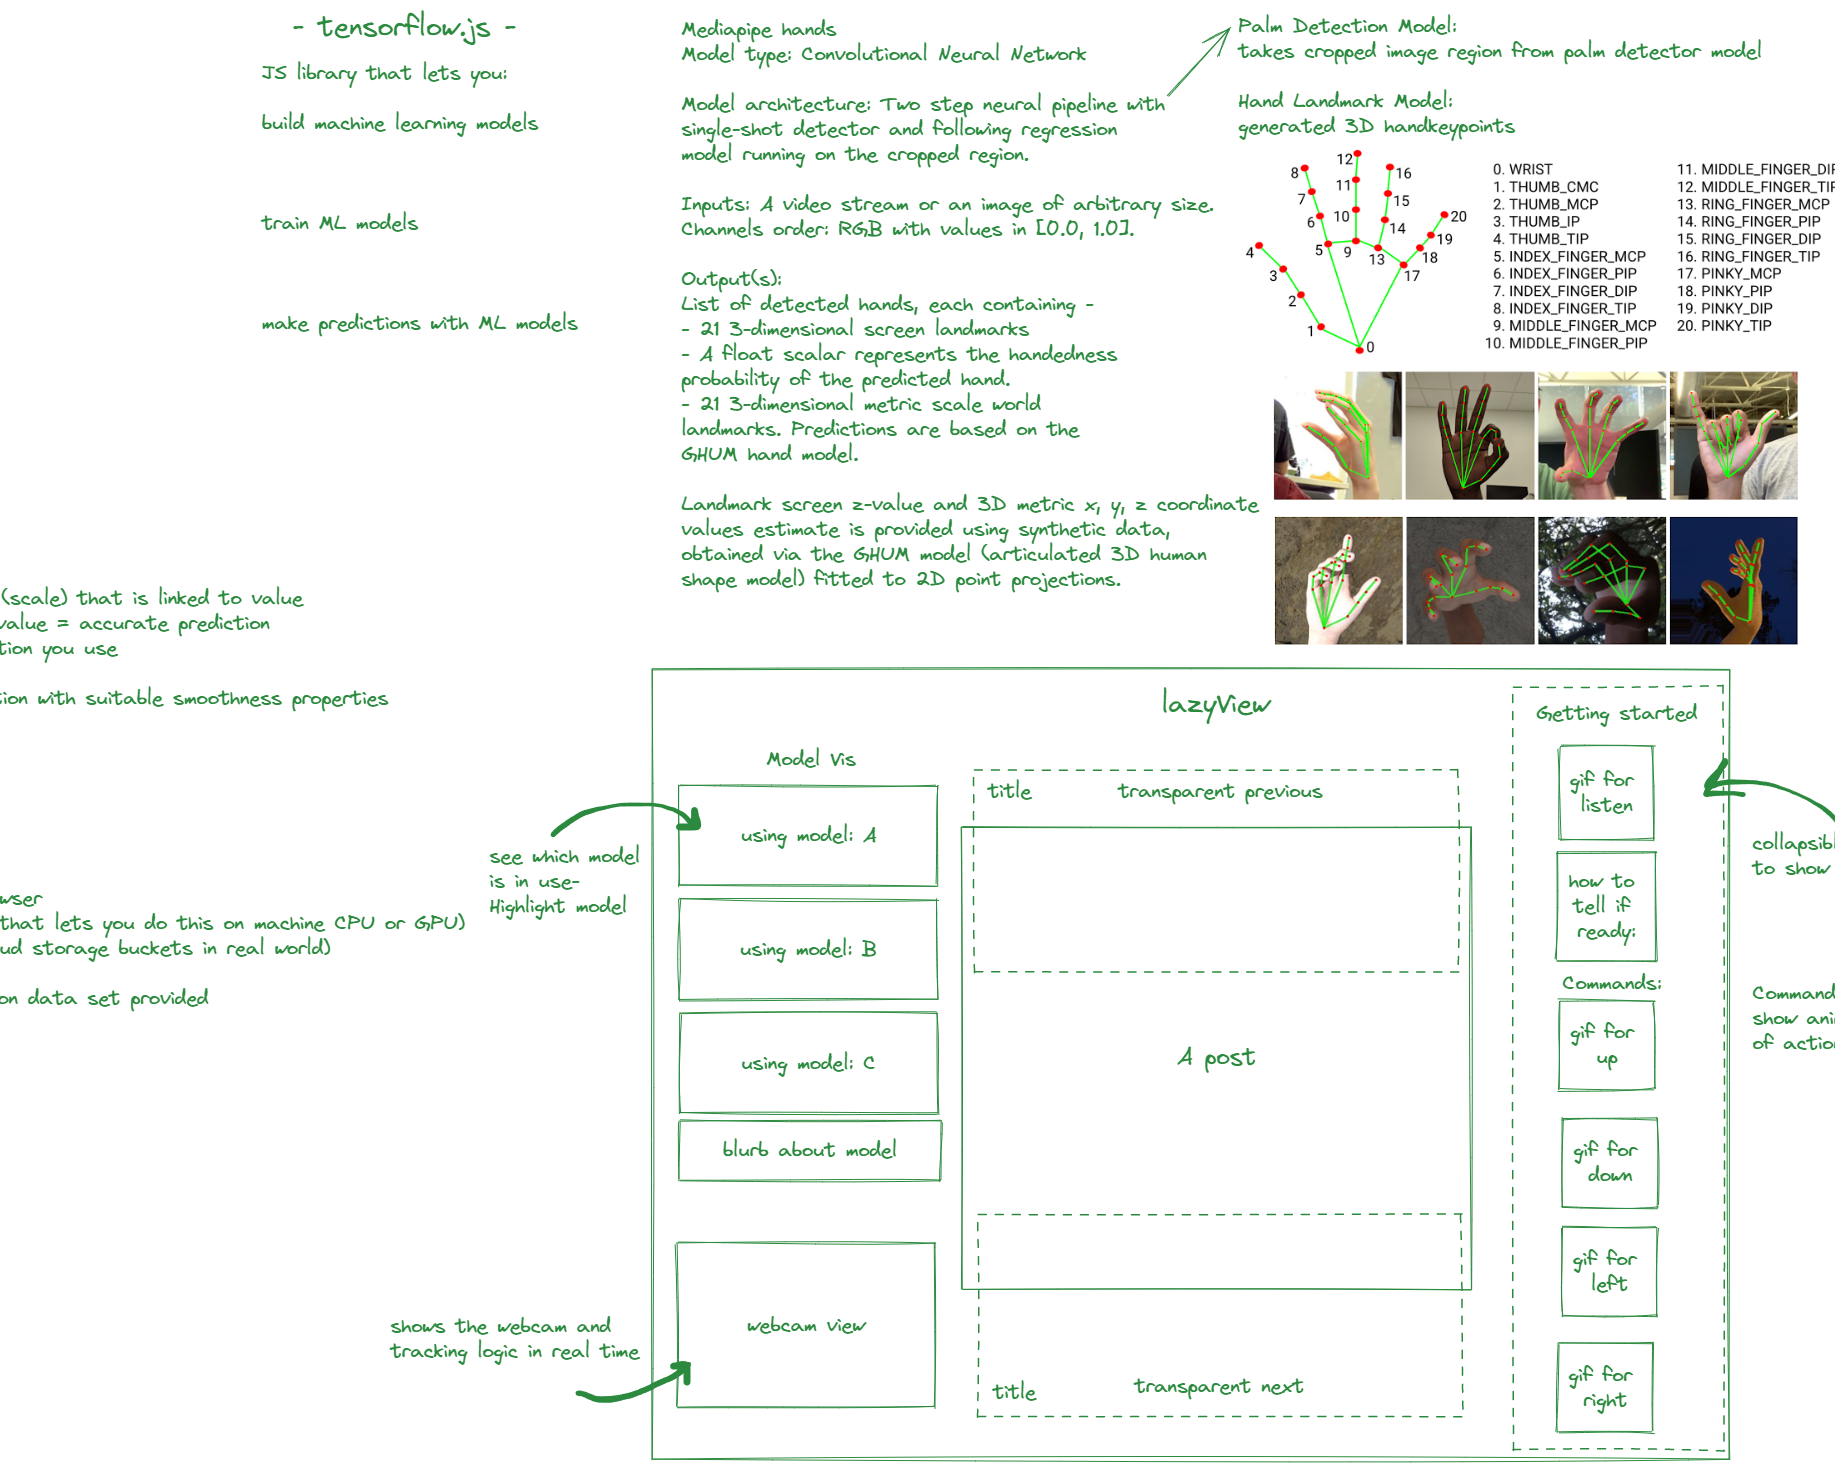 - tensorflow.js -
JS library that lets you:
build machine learning models
train ML models
make predictions with ML models
(scale) that is linked to value
value = accurate prediction
you use
with suitable smoothness properties
that lets you do this on machine CPU or GPU)
storage buckets in real world)
on data set provided
Mediapipe hands
Model type: Convolutional Neural Network
Model architecture: Two step neural pipeline with
single-shot detector and following regression
model running on the cropped region.
Inputs: A video stream or an image of arbitrary size.
Channels order: RGB with values in [0.0, 1.0].
Output(s):
List of detected hands, each containing -
- 21 3-dimensional screen landmarks
- A float scalar represents the handedness
probability of the predicted hand.
- 21 3-dimensional metric scale world
landmarks. Predictions are based on the
GHUM hand model.
Landmark screen z-value and 3D metric x, y, z coordinate
values estimate is provided using synthetic data,
obtained via the GHUM model (articulated 3D human
shape model) fitted to 2D point projections.
Palm Detection Model:
takes cropped image region from palm detector model
Hand Landmark Model:
generated 3D handkeypoints
12
8
16
11
7
15
20
10
6
14
19
4
5
9
13
18
3
17
2
1
0
0. WRIST
1. THUMB_CMC
2. THUMB_MCP
3. THUMB_IP
4. THUMB_TIP
5. INDEX_FINGER_MCP
6. INDEX_FINGER_PIP
7. INDEX_FINGER_DIP
8. INDEX_FINGER_TIP
9. MIDDLE_FINGER_MCP
10. MIDDLE_FINGER_PIP
11. MIDDLE_FINGER_DIP
12. MIDDLE_FINGER_TIP
13. RING_FINGER_MCP
14. RING_FINGER_PIP
15. RING_FINGER_DIP
16. RING_FINGER_TIP
17. PINKY_MCP
18. PINKY_PIP
19. PINKY_DIP
20. PINKY_TIP
lazyView
Model Vis
using model: A
using model: B
using model: C
blurb about model
webcam view
see which model
is in use-
Highlight model
shows the webcam and
tracking logic in real time
title
transparent previous
A post
title
transparent next
Getting started
gif for
listen
how to
tell if
ready:
Commands:
gif for
up
gif for
down
gif for
left
gif for
right
to show
show
of